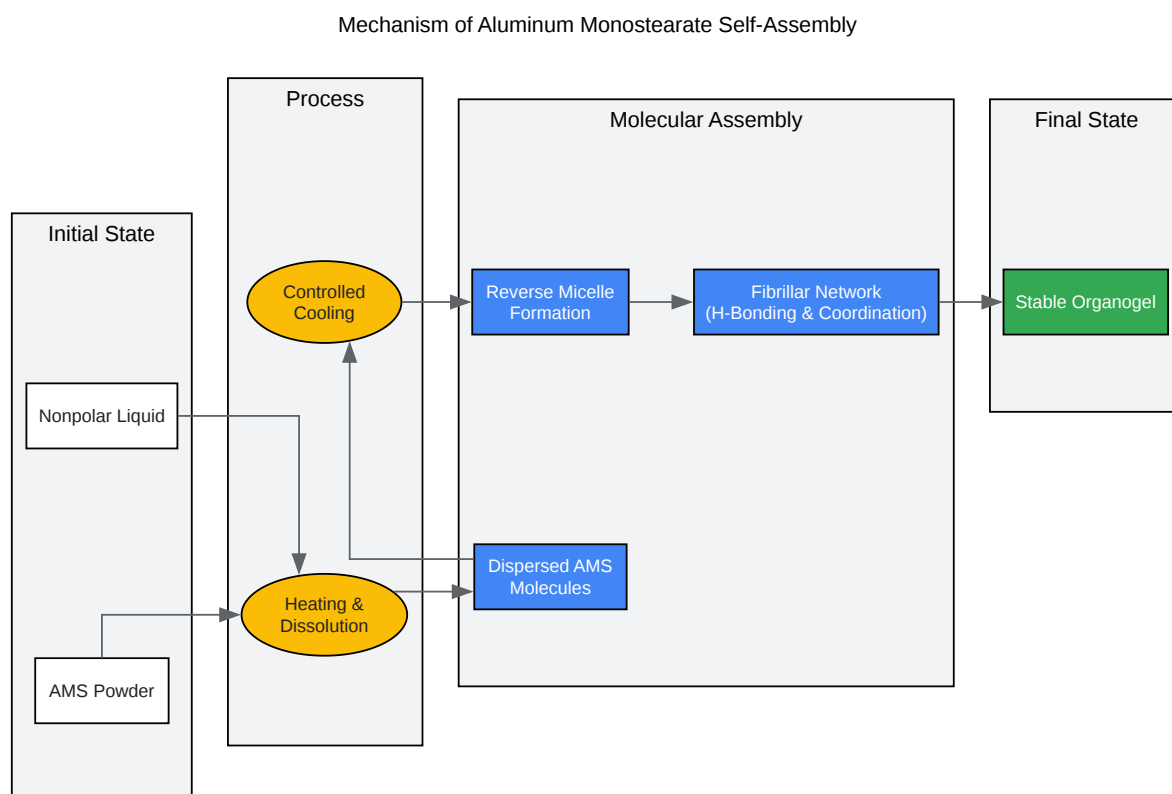 Mechanism of Aluminum Monostearate Self-Assembly
Initial State
Nonpolar Liquid
AMS Powder
Process
Controlled
Cooling
Heating &
Dissolution
Molecular Assembly
Reverse Micelle
Formation
Fibrillar Network
(H-Bonding & Coordination)
Dispersed AMS
Molecules
Final State
Stable Organogel